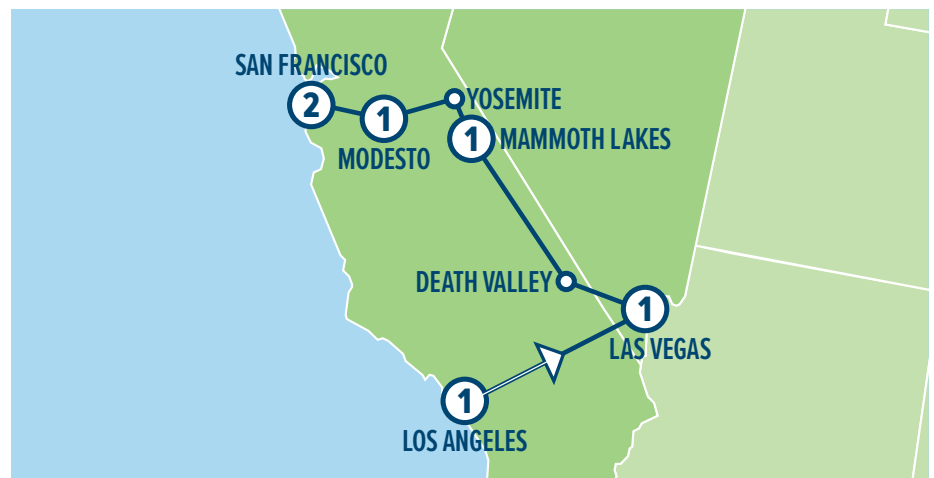 SAN FRANCISCO
2
1
MODESTO
YOSEMITE
1
MAMMOTH LAKES
DEATH VALLEY
1
LAS VEGAS
1
LOS ANGELES